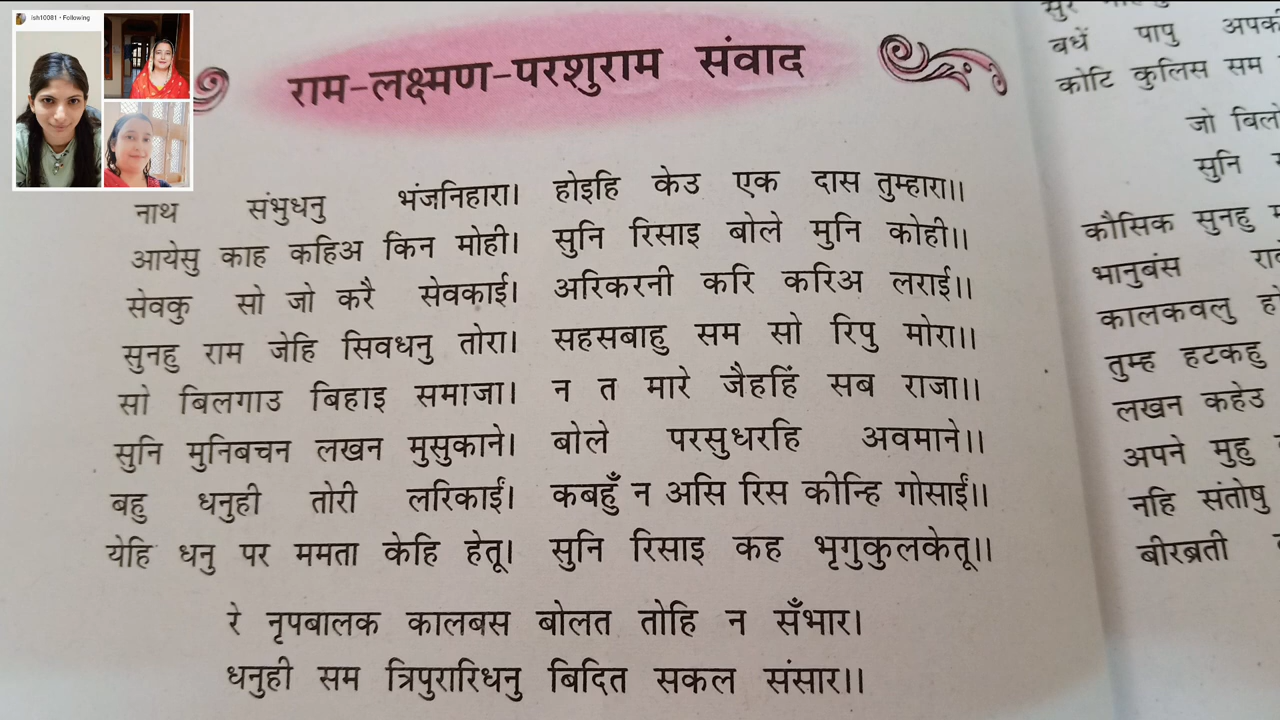 ish10081 • Following
राम-लक्ष्मण-परशुराम संवाद
नाथ संभुधनु भंजनिहारा। होइहि केउ एक दास तुम्हारा।।
आयेसु काह कहिअ किन मोही। सुनि रिसाइ बोले मुनि कोही।।
सेवकु सो जो करै सेवकाई। अरिकरनी करि करिअ लराई।।
सुनहु राम जेहि सिवधनु तोरा। सहसबाहु सम सो रिपु मोरा।।
सो बिलगाउ बिहाइ समाजा। न त मारे जैहहिं सब राजा।।
सुनि मुनिबचन लखन मुसुकाने। बोले परसुधरहि अवमाने।।
बहु धनुही तोरी लरिकाईं। कबहुँ न असि रिस कीन्हि गोसाईं।।
येहि धनु पर ममता केहि हेतू। सुनि रिसाइ कह भृगुकुलकेतू।।
रे नृपबालक कालबस बोलत तोहि न सँभार।
धनुही सम त्रिपुरारिधनु बिदित सकल संसार।।
बधें पापु
कोटि कुलिस सम
जो
सुनि
कौसिक सुनहु
भानुबंस
कालकवलु
तुम्ह हटकहु
लखन कहेउ
अपने मुहु
नहि संतोषु
बीरब्रती